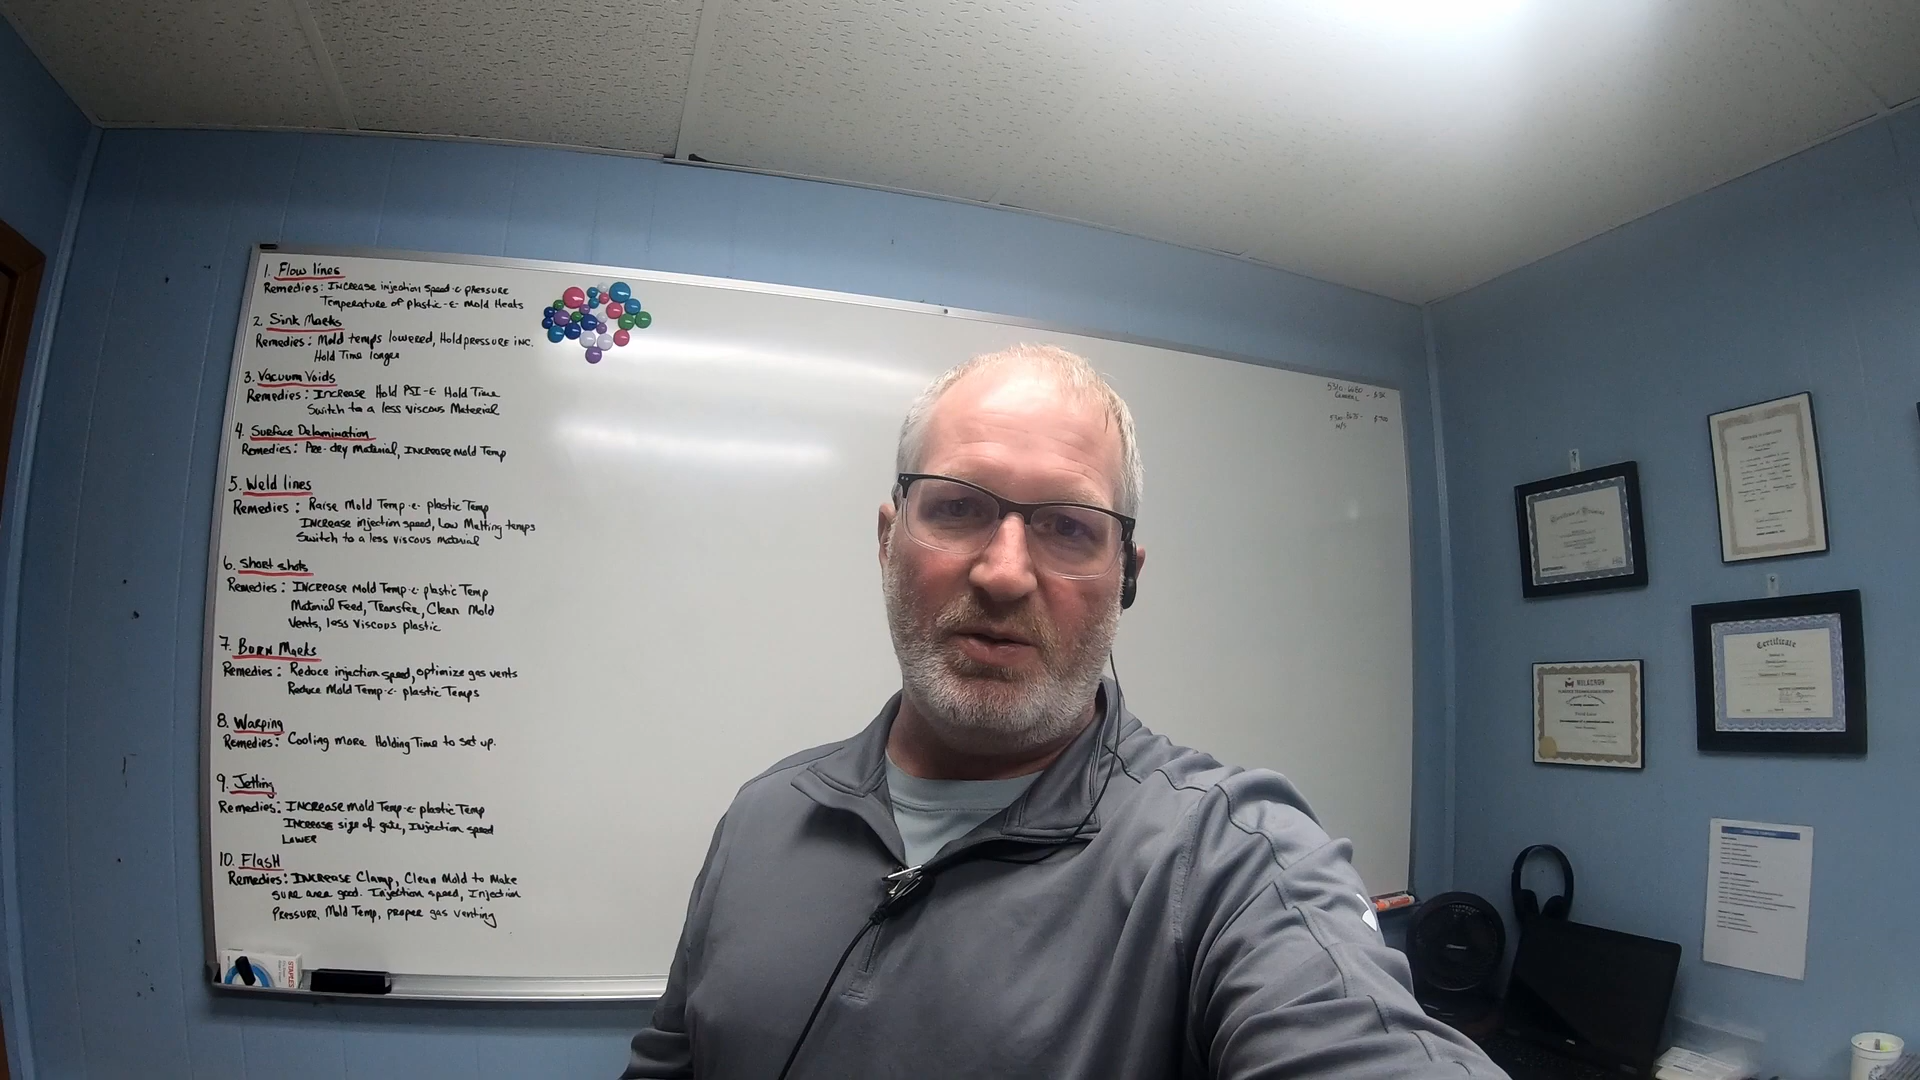 1. Flow lines
Remedies: INCREASE injection speed & PRESSURE
Temperature of plastic & Mold Heats
2. Sink Marks
Remedies: Mold temps lowered, Hold pressure inc.
Hold Time longer
3. Vacuum Voids
Remedies: INCREASE Hold PSI & Hold Time
Switch to a less viscous Material
4. Surface Delamination
Remedies: Pre-dry Material, INCREASE Mold Temp
5. Weld lines
Remedies: Raise Mold Temp & plastic Temp
INCREASE injection speed, Low Melting temps
Switch to a less viscous material
6. Short shots
Remedies: INCREASE Mold Temp & plastic Temp
Material Feed, Transfer, Clean Mold
Vents, less Viscous plastic
7. Burn Marks
Remedies: Reduce injection speed, optimize gas vents
Reduce Mold Temp & plastic Temps
8. Warping
Remedies: Cooling more Holding Time to set up.
9. Jetting
Remedies: INCREASE Mold Temp & plastic Temp
INCREASE size of gate, Injection speed
LOWER
10. Flash
Remedies: INCREASE Clamp, Clean Mold to Make
sure area good. Injection speed, Injection
Pressure, Mold Temp, proper gas venting
STAPLES
GENERAL
MILACRON
Certificate